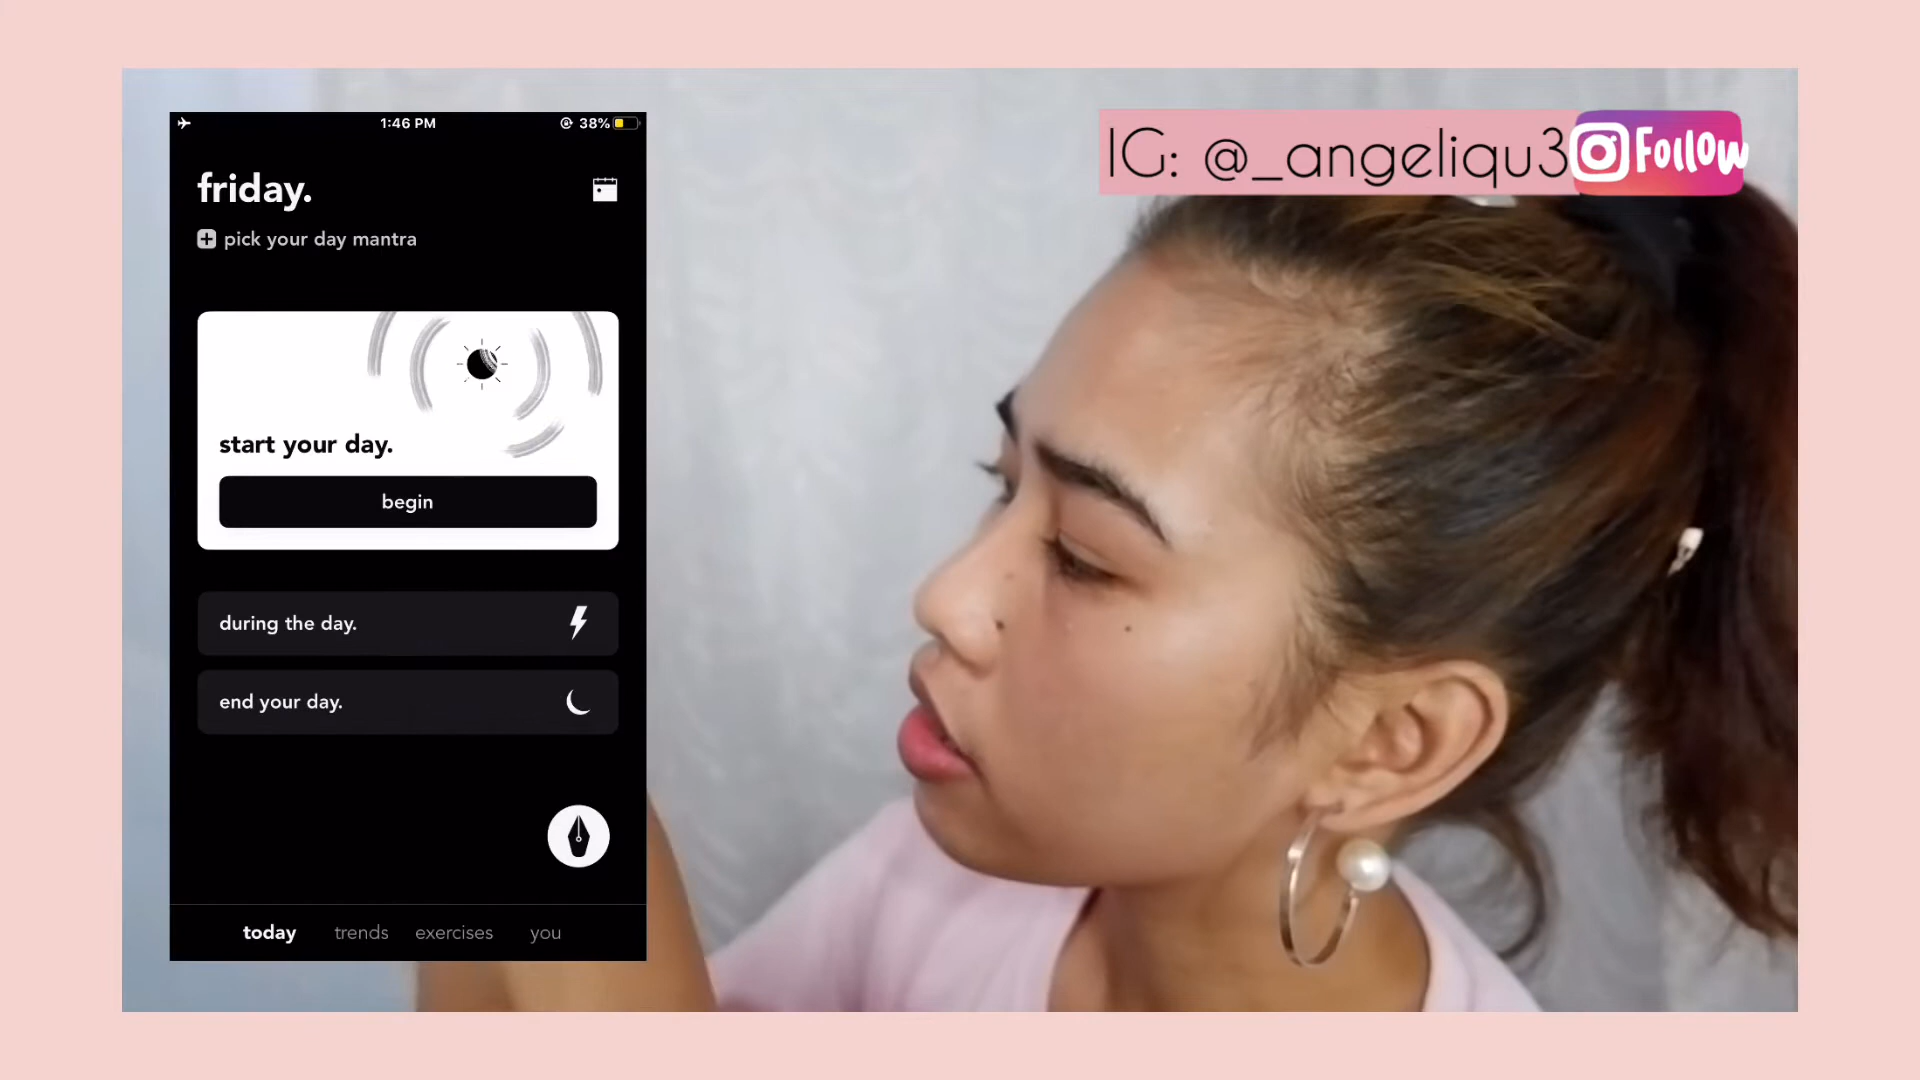 1:46 PM
38%
friday.
pick your day mantra
start your day.
begin
during the day.
end your day.
today trends exercises you
IG: @_angeliqu3
Follow